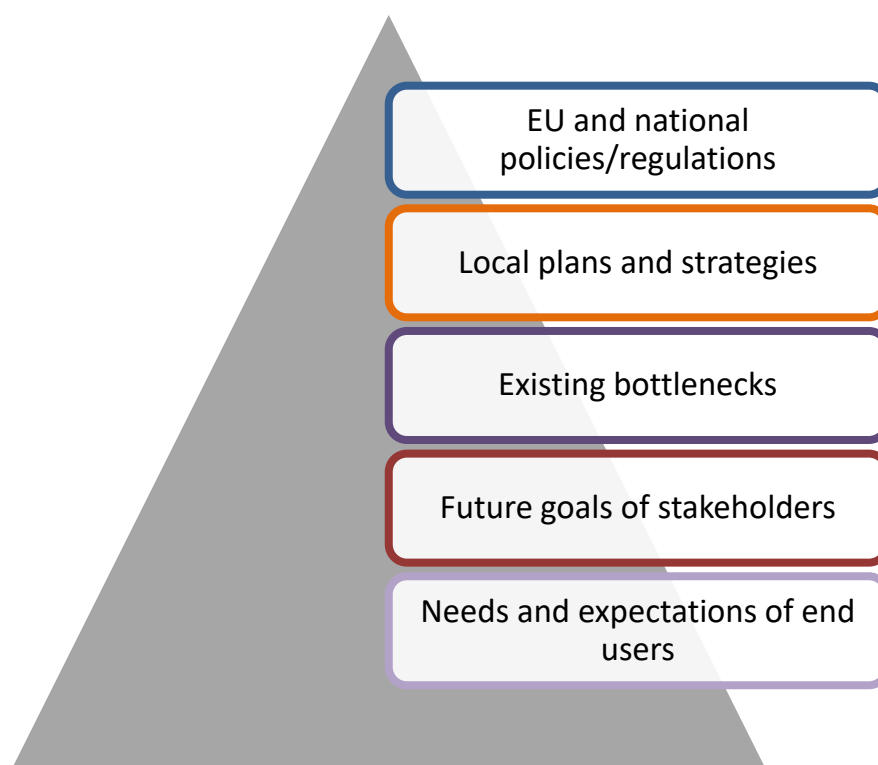 EU and national
policies/regulations
Local plans and strategies
Existing bottlenecks
Future goals of stakeholders
Needs and expectations of end
users